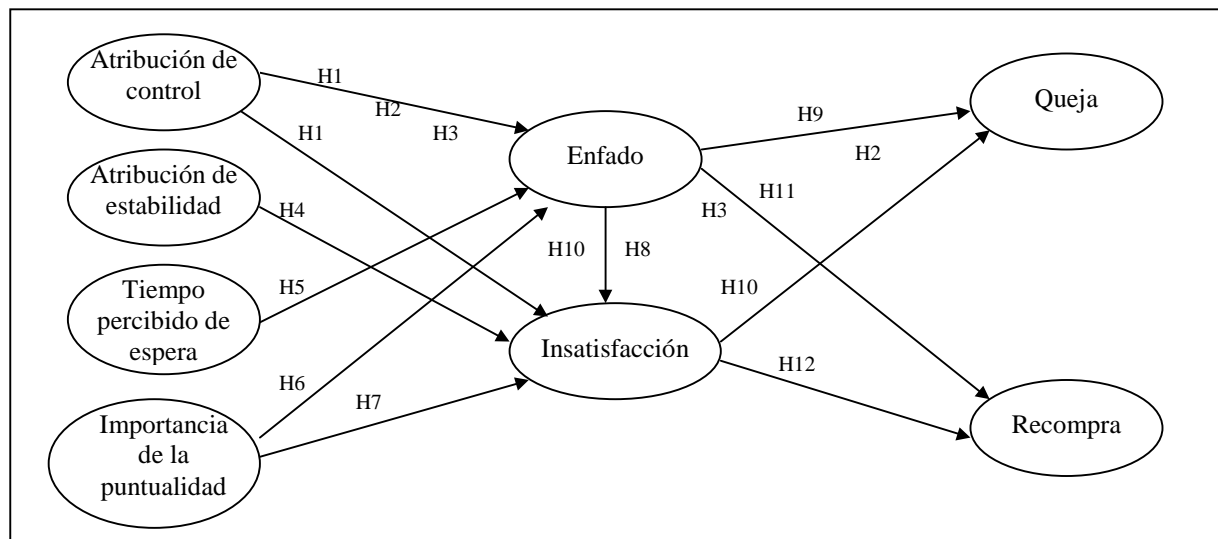 Atribución de
control
Atribución de
estabilidad
Tiempo
percibido de
espera
Importancia
de la
puntualidad
H1
H2
H3
H1
H4
H5
H6
H7
Enfado
Insatisfacción
H10
H8
H9
H2
H3
H11
H10
H12
Queja
Recompra